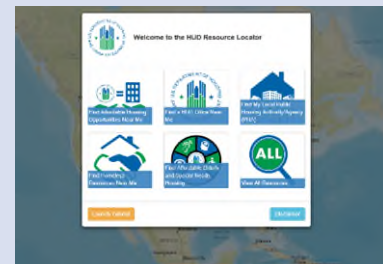 Welcome to the HUD Resource Locator
Find Affordable Housing
Opportunities Near Me
Find a HUD Office Near
Me
Find My Local Public
Housing Authority/Agency
(PHA)
Find Homeless
Resources Near Me
Find Affordable Elderly
and Special Needs
Housing
ALL
View All Resources
Launch Tutorial
Disclaimer